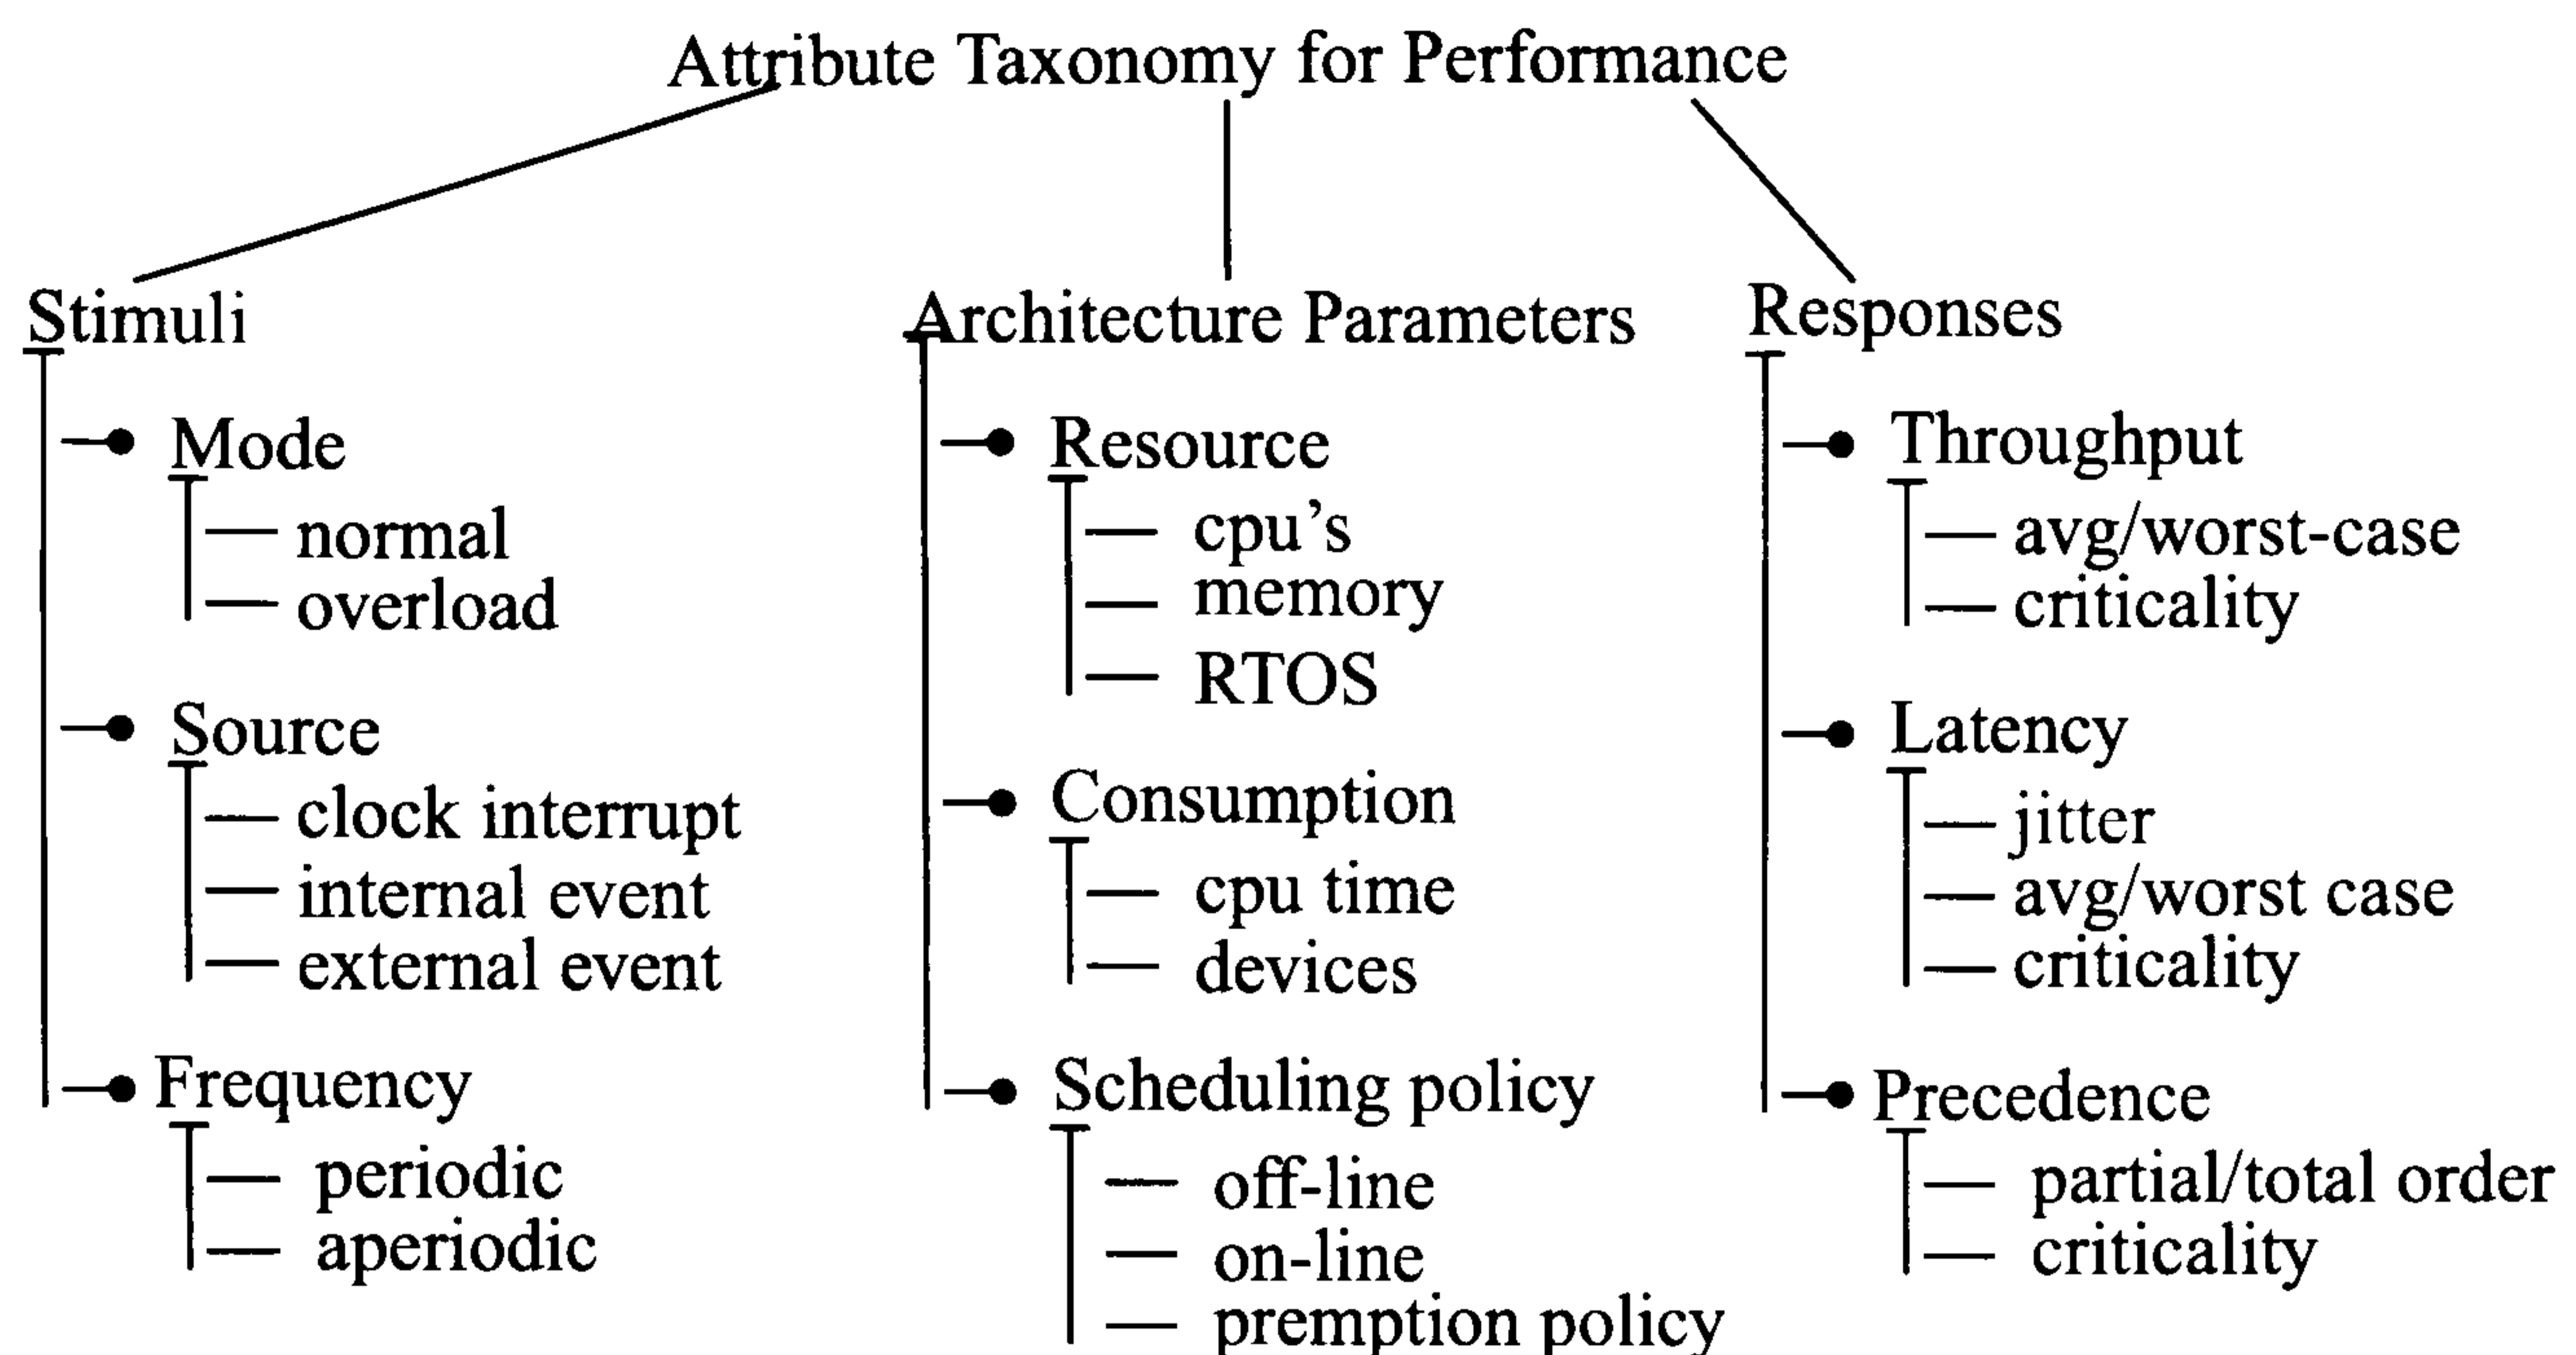 Attribute Taxonomy for Performance
Stimuli
Mode
normal
overload
Source
clock interrupt
internal event
external event
Frequency
periodic
aperiodic
Architecture Parameters
Resource
cpu's
memory
RTOS
Consumption
cpu time
devices
Scheduling policy
off-line
on-line
premption policy
Responses
Throughput
avg/worst-case
criticality
Latency
jitter
avg/worst case
criticality
Precedence
partial/total order
criticality